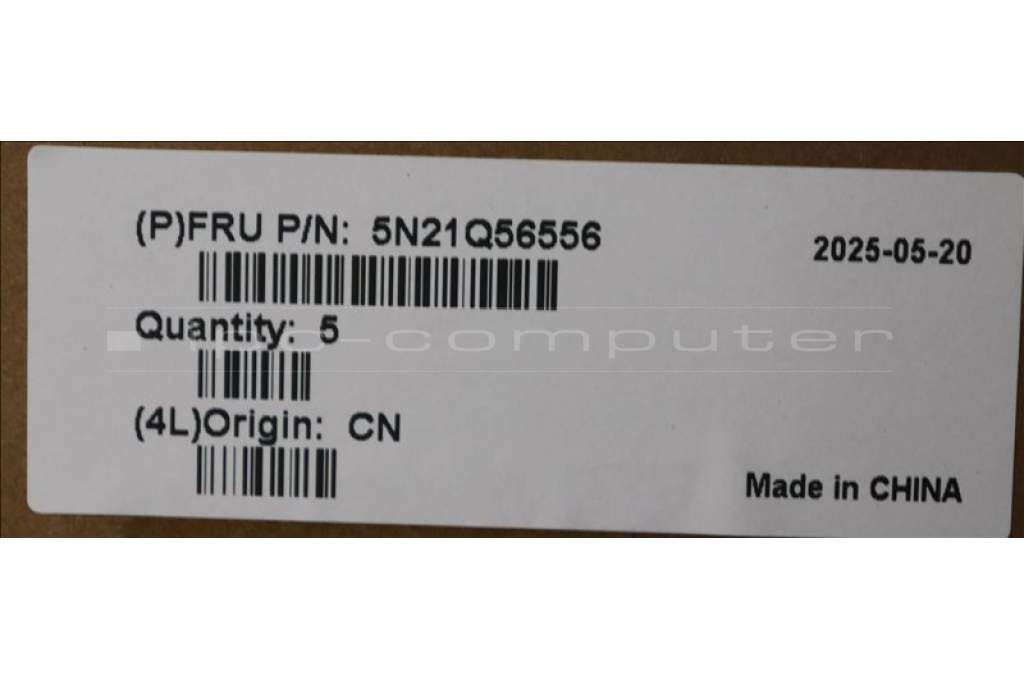 (P)FRU P/N: 5N21Q56556
2025-05-20
Quantity: 5
(4L)Origin: CN
Made in CHINA